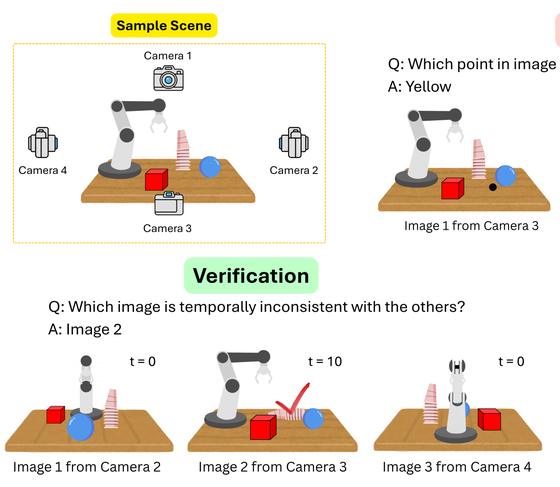 Sample Scene
Camera 1
Camera 4
Camera 2
Camera 3
Q: Which point in image
A: Yellow
Image 1 from Camera 3
Verification
Q: Which image is temporally inconsistent with the others?
A: Image 2
t = 0
t = 10
t = 0
Image 1 from Camera 2
Image 2 from Camera 3
Image 3 from Camera 4